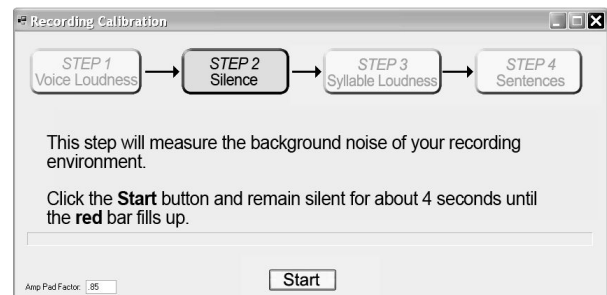 Recording Calibration
STEP 1
Voice Loudness
STEP 2
Silence
STEP 3
Syllable Loudness
STEP 4
Sentences
This step will measure the background noise of your recording
environment.
Click the Start button and remain silent for about 4 seconds until
the red bar fills up.
Start
Amp Pad Factor: .85